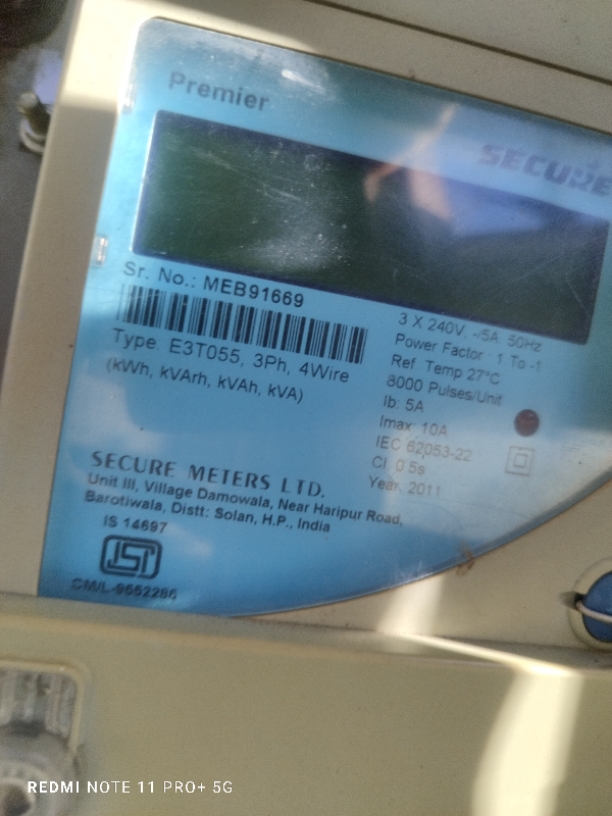 Premier
SECURE
Sr. No.: MEB91669
Type. E3T055, 3Ph, 4Wire
(kWh, kVArh, kVAh, kVA)
3 X 240V, -/5A. 50Hz
Power Factor : 1 To -1
Ref. Temp 27°C
8000 Pulses/Unit
Ib: 5A
Imax: 10A
IEC 62053-22
Cl. 0.5s
Year. 2011
SECURE METERS LTD.
Unit III, Village Damowala, Near Haripur Road,
Barotiwala, Distt: Solan, H.P., India
IS 14697
ISI
CM/L-9552286
REDMI NOTE 11 PRO+ 5G